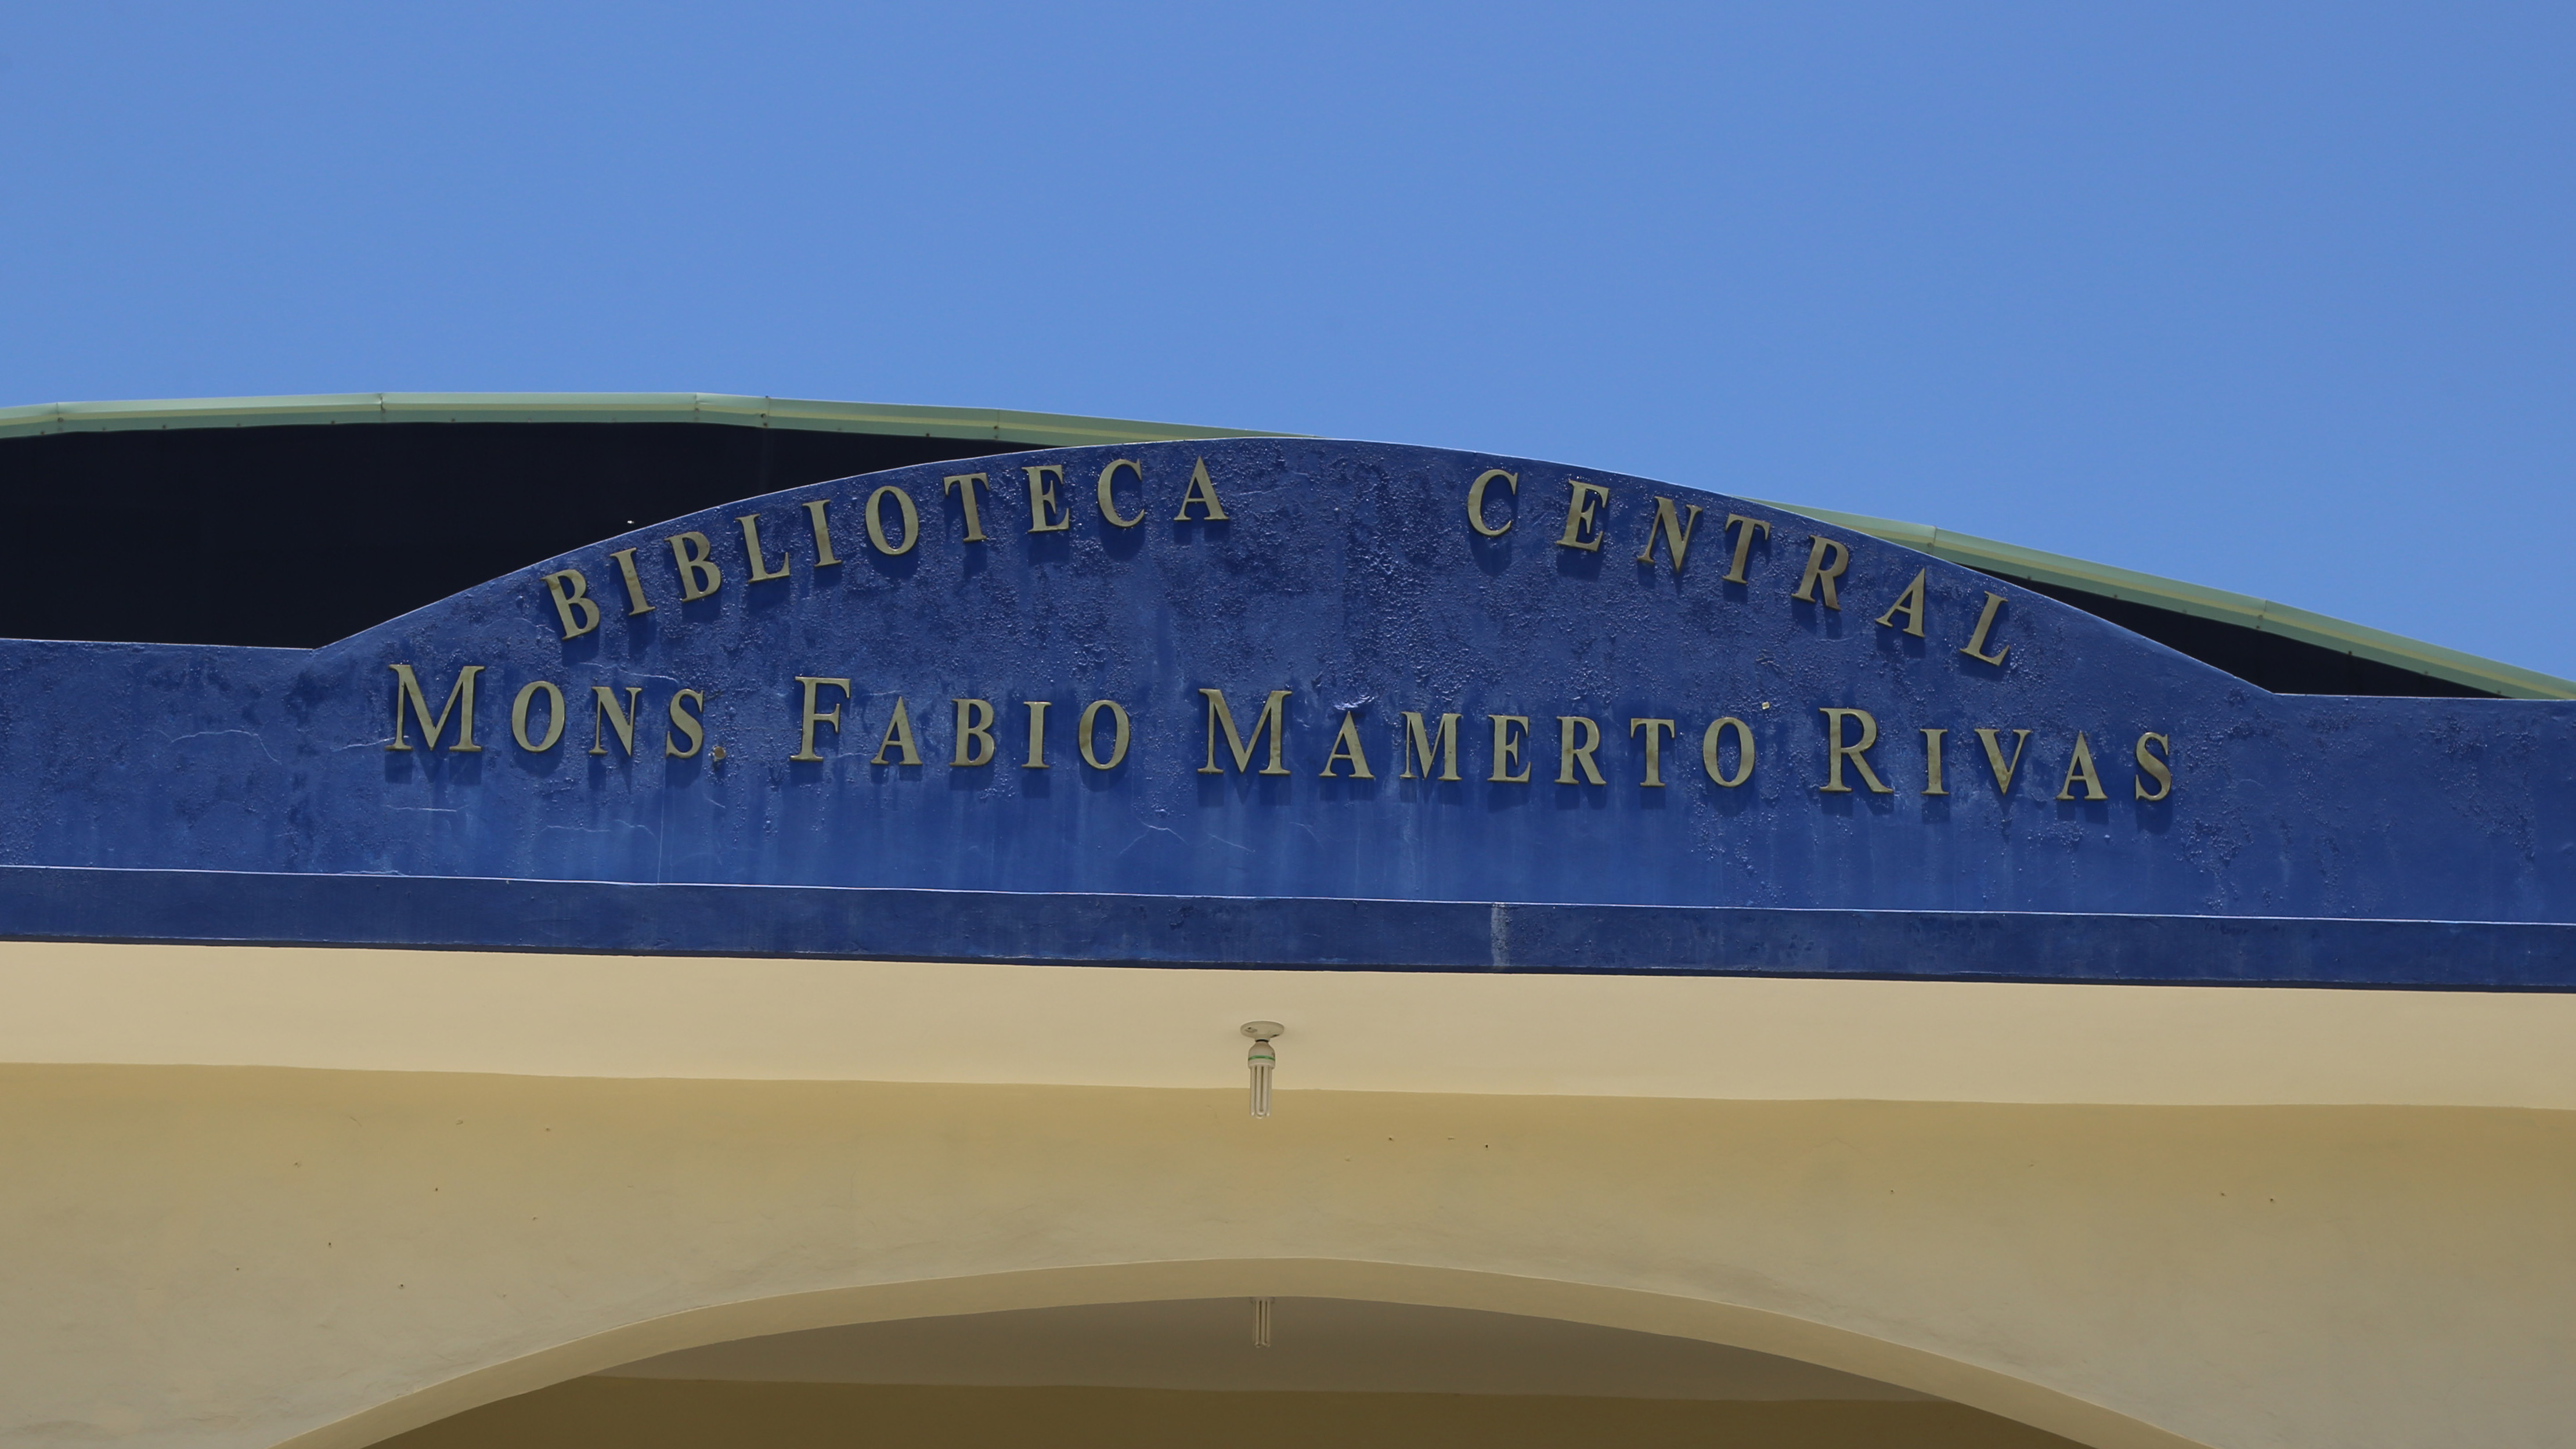 BIBLIOTECA CENTRAL
MONS. FABIO MAMERTO RIVAS